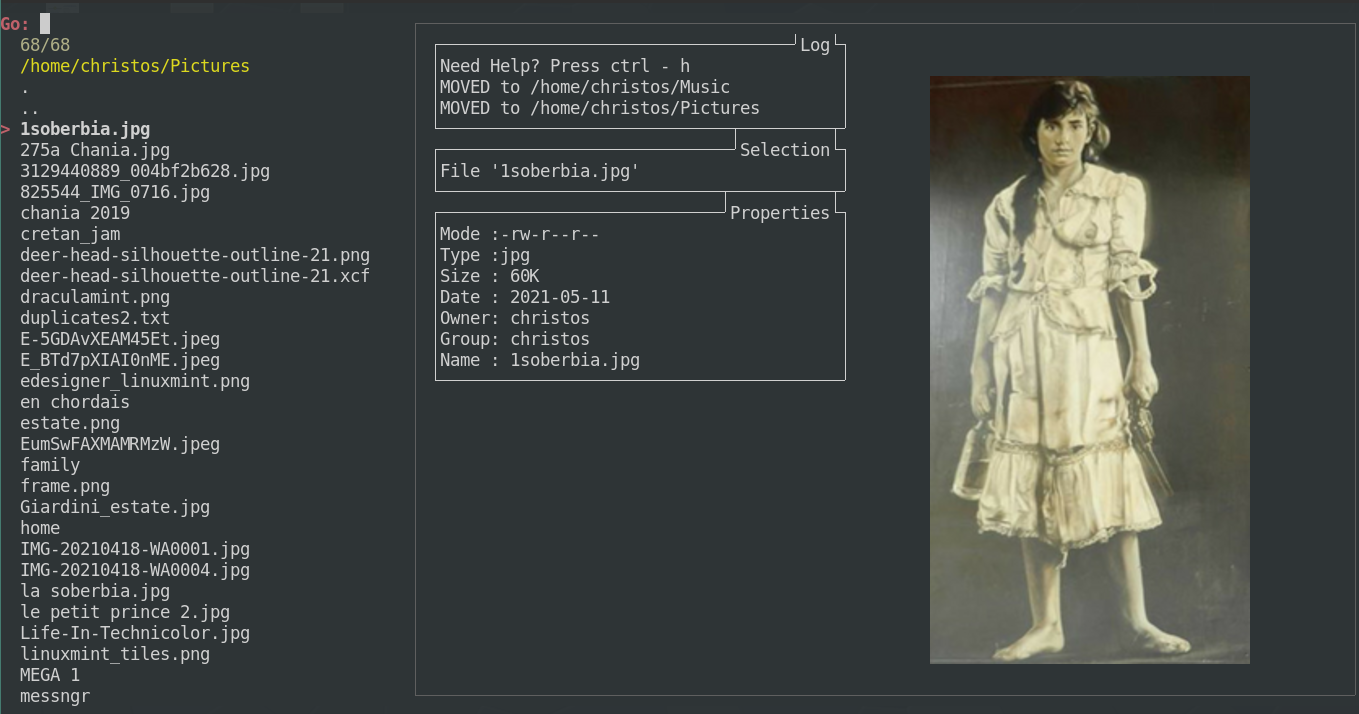 Go:
68/68
/home/christos/Pictures
.
..
> 1soberbia.jpg
275a Chania.jpg
3129440889_004bf2b628.jpg
825544_IMG_0716.jpg
chania 2019
cretan_jam
deer-head-silhouette-outline-21.png
deer-head-silhouette-outline-21.xcf
draculamint.png
duplicates2.txt
E-5GDAvXEAM45Et.jpeg
E_BTd7pXIAI0nME.jpeg
edesigner_linuxmint.png
en chordais
estate.png
EumSwFAXMAMRMzW.jpeg
family
frame.png
Giardini_estate.jpg
home
IMG-20210418-WA0001.jpg
IMG-20210418-WA0004.jpg
la soberbia.jpg
le petit prince 2.jpg
Life-In-Technicolor.jpg
linuxmint_tiles.png
MEGA 1
messngr
Log
Need Help? Press ctrl - h
MOVED to /home/christos/Music
MOVED to /home/christos/Pictures
Selection
File '1soberbia.jpg'
Properties
Mode :-rw-r--r--
Type :jpg
Size : 60K
Date : 2021-05-11
Owner: christos
Group: christos
Name : 1soberbia.jpg